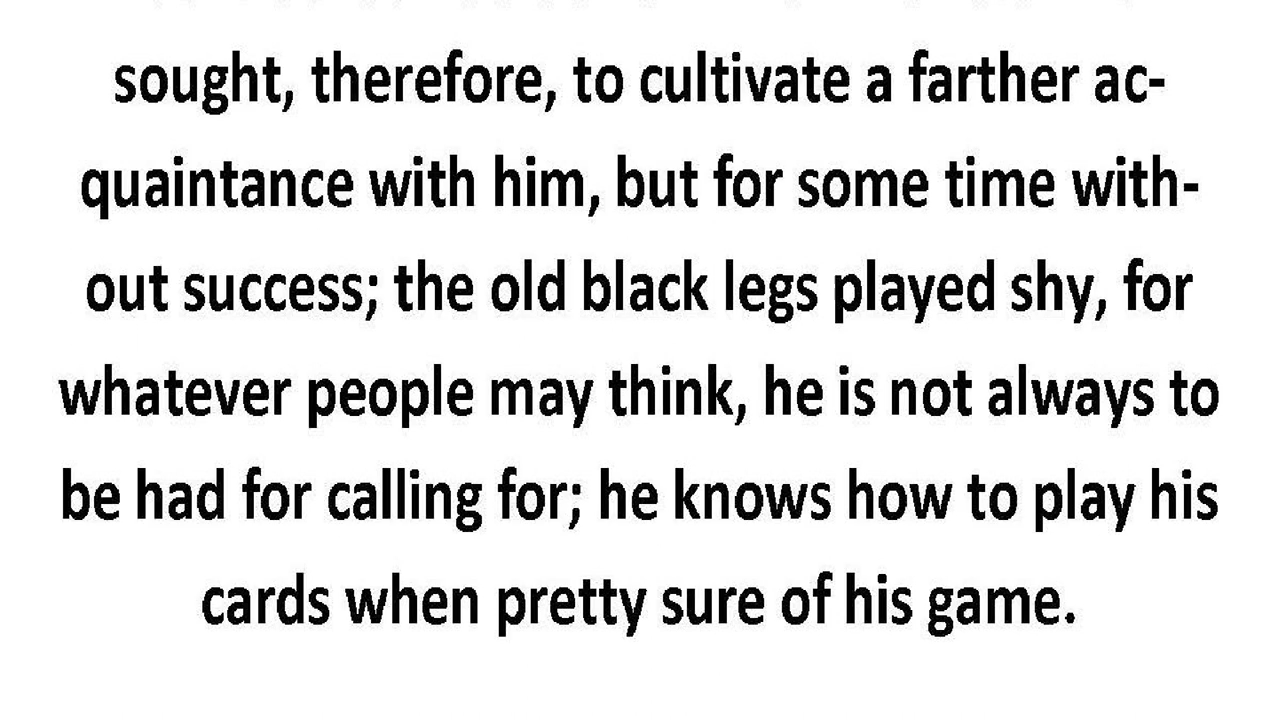 sought, therefore, to cultivate a farther ac-
quaintance with him, but for some time with-
out success; the old black legs played shy, for
whatever people may think, he is not always to
be had for calling for; he knows how to play his
cards when pretty sure of his game.